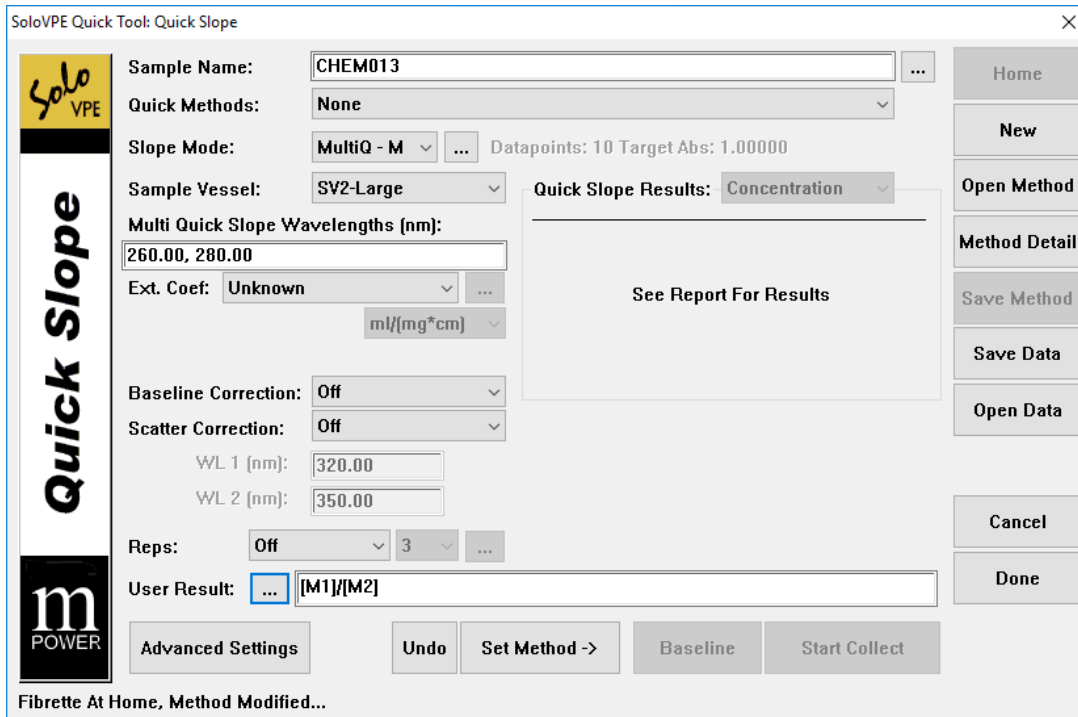 SoloVPE Quick Tool: Quick Slope
Solo VPE
Quick Slope
m
POWER
Sample Name: CHEM013 ...
Quick Methods: None
Slope Mode: MultiQ - M ... Datapoints: 10 Target Abs: 1.00000
Sample Vessel: SV2-Large
Multi Quick Slope Wavelengths (nm):
260.00, 280.00
Ext. Coef: Unknown ...
ml/(mg*cm)
Baseline Correction: Off
Scatter Correction: Off
WL 1 (nm): 320.00
WL 2 (nm): 350.00
Reps: Off 3 ...
User Result: ... [M1]/[M2]
Quick Slope Results: Concentration
See Report For Results
Advanced Settings Undo Set Method -> Baseline Start Collect
Home
New
Open Method
Method Detail
Save Method
Save Data
Open Data
Cancel
Done
Fibrette At Home, Method Modified...